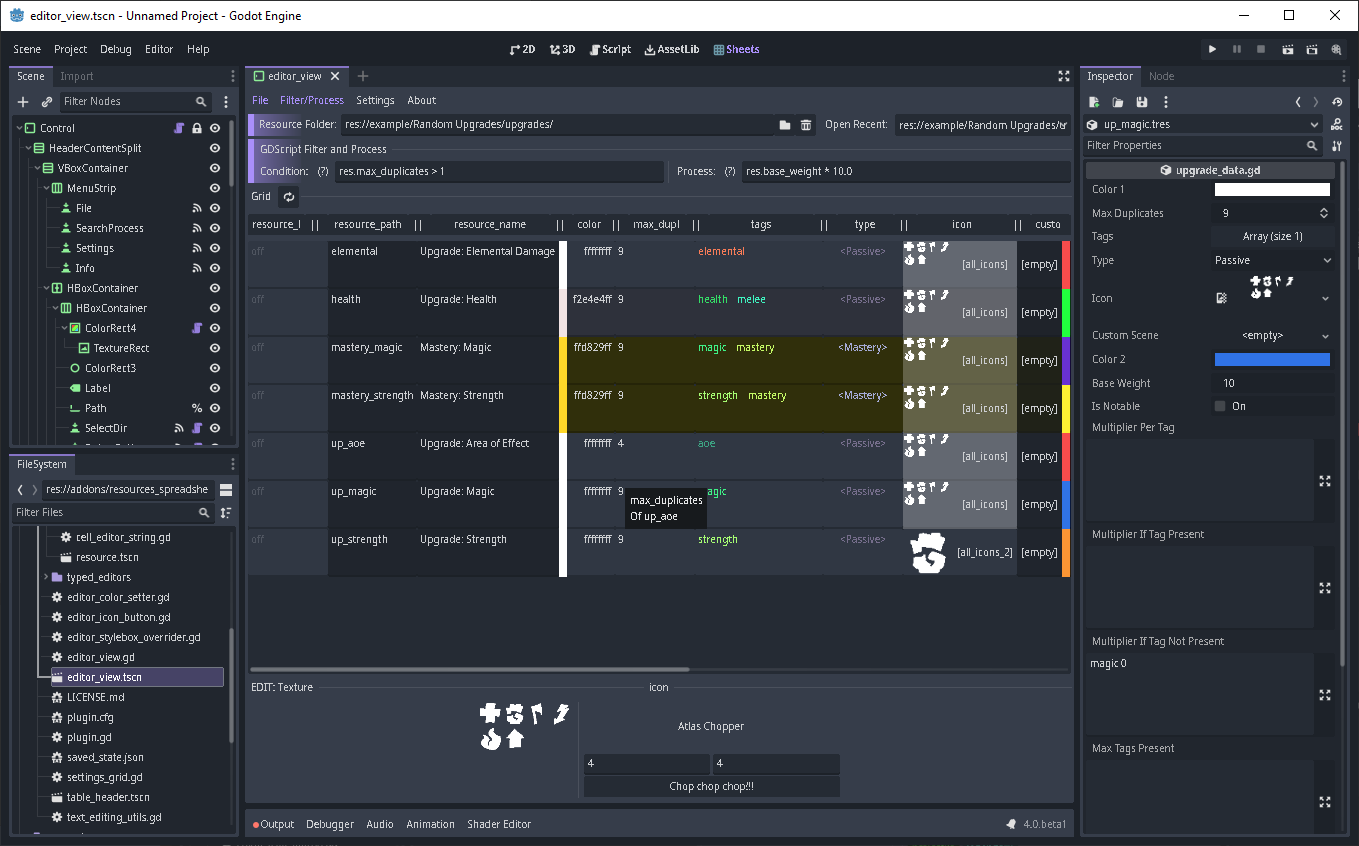 editor_view.tscn - Unnamed Project - Godot Engine
Scene Project Debug Editor Help
2D 3D Script AssetLib Sheets
Scene Import
Filter Nodes
Control
HeaderContentSplit
VBoxContainer
MenuStrip
File
SearchProcess
Settings
Info
HBoxContainer
HBoxContainer
ColorRect4
TextureRect
ColorRect3
Label
Path %
SelectDir
FileSystem
res://addons/resources_spreadshe
Filter Files
cell_editor_string.gd
resource.tscn
typed_editors
editor_color_setter.gd
editor_icon_button.gd
editor_stylebox_overrider.gd
editor_view.gd
editor_view.tscn
LICENSE.md
plugin.cfg
plugin.gd
saved_state.json
settings_grid.gd
table_header.tscn
text_editing_utils.gd
editor_view
File Filter/Process Settings About
Resource Folder: res://example/Random Upgrades/upgrades/ Open Recent: res://example/Random Upgrades/u
GDScript Filter and Process
Condition: (?) res.max_duplicates > 1 Process: (?) res.base_weight * 10.0
Grid
resource_l || resource_path || resource_name || color || max_dupl || tags || type || icon || custo
off elemental Upgrade: Elemental Damage ffffffff 9 elemental <Passive> [all_icons] [empty]
off health Upgrade: Health f2e4e4ff 9 health melee <Passive> [all_icons] [empty]
off mastery_magic Mastery: Magic ffd829ff 9 magic mastery <Mastery> [all_icons] [empty]
off mastery_strength Mastery: Strength ffd829ff 9 strength mastery <Mastery> [all_icons] [empty]
off up_aoe Upgrade: Area of Effect ffffffff 4 aoe <Passive> [all_icons] [empty]
off up_magic Upgrade: Magic ffffffff 9 agic <Passive> [all_icons] [empty]
max_duplicates
Of up_aoe
off up_strength Upgrade: Strength ffffffff 9 strength <Passive> [all_icons_2] [empty]
EDIT: Texture icon
Atlas Chopper
4 4
Chop chop chop!!!
Output Debugger Audio Animation Shader Editor 4.0.beta1
Inspector Node
up_magic.tres
Filter Properties
upgrade_data.gd
Color 1
Max Duplicates 9
Tags Array (size 1)
Type Passive
Icon
Custom Scene <empty>
Color 2
Base Weight 10
Is Notable On
Multiplier Per Tag
Multiplier If Tag Present
Multiplier If Tag Not Present
magic 0
Max Tags Present